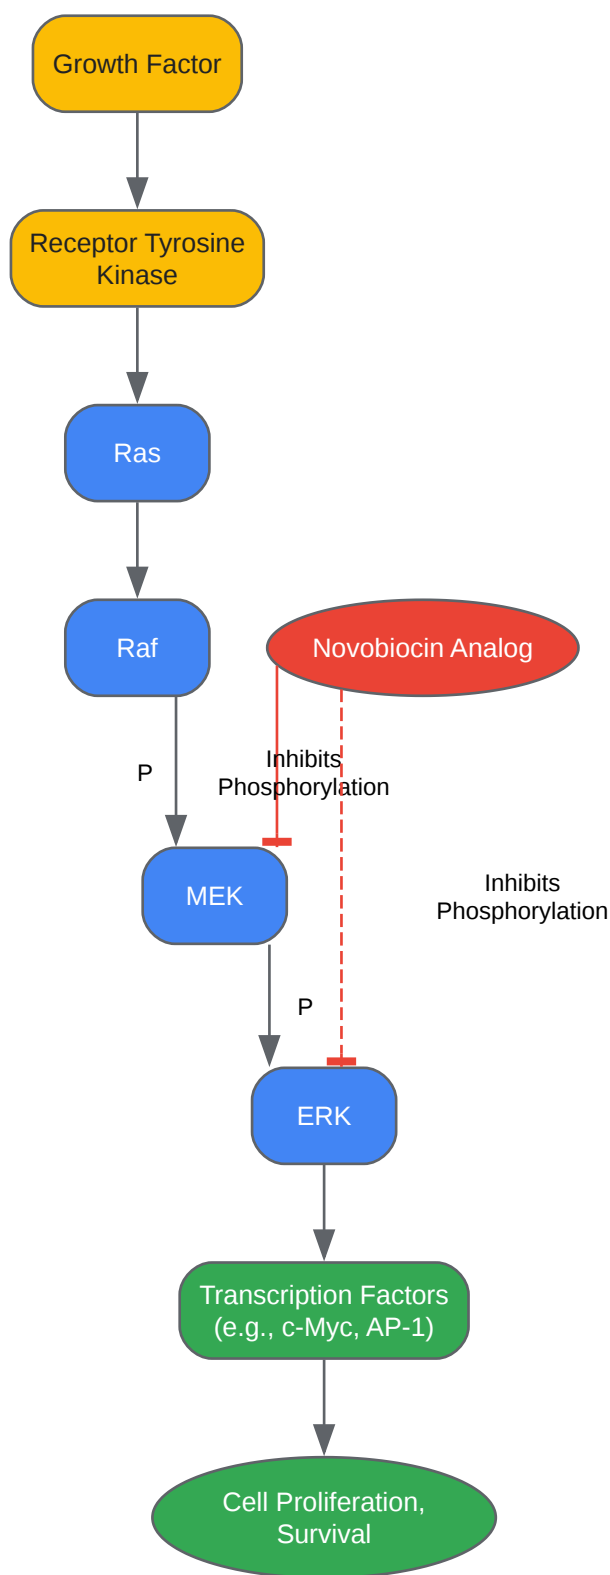 Growth Factor
Receptor Tyrosine
Kinase
Ras
Raf
Novobiocin Analog
P
Inhibits
Phosphorylation
MEK
Inhibits
Phosphorylation
P
ERK
Transcription Factors
(e.g., c-Myc, AP-1)
Cell Proliferation,
Survival